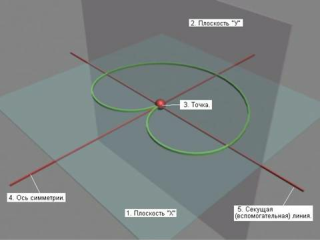 2. Плоскость "У"
3. Точка.
4. Ось симметрии.
1. Плоскость "Х"
5. Секущая
(вспомогательная) линия.